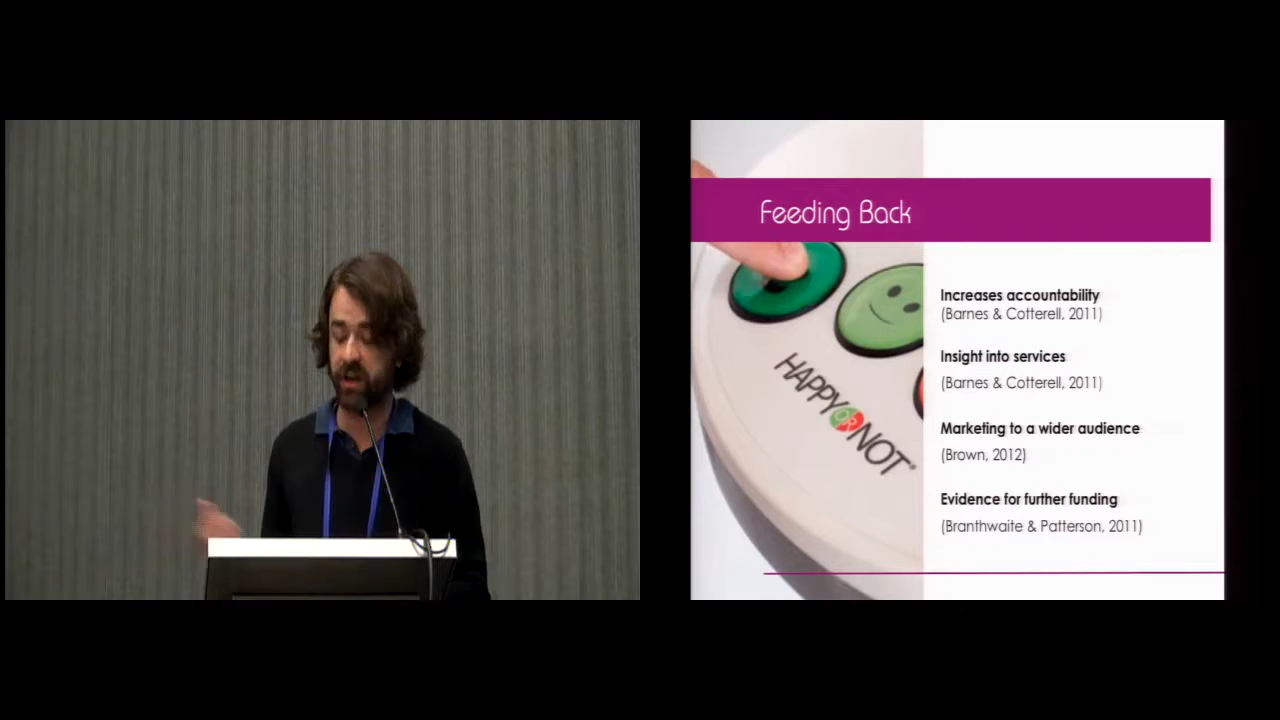 Feeding Back
Increases accountability
(Barnes & Cotterell, 2011)
Insight into services
(Barnes & Cotterell, 2011)
Marketing to a wider audience
(Brown, 2012)
Evidence for further funding
(Branthwaite & Patterson, 2011)
HAPPY OR NOT